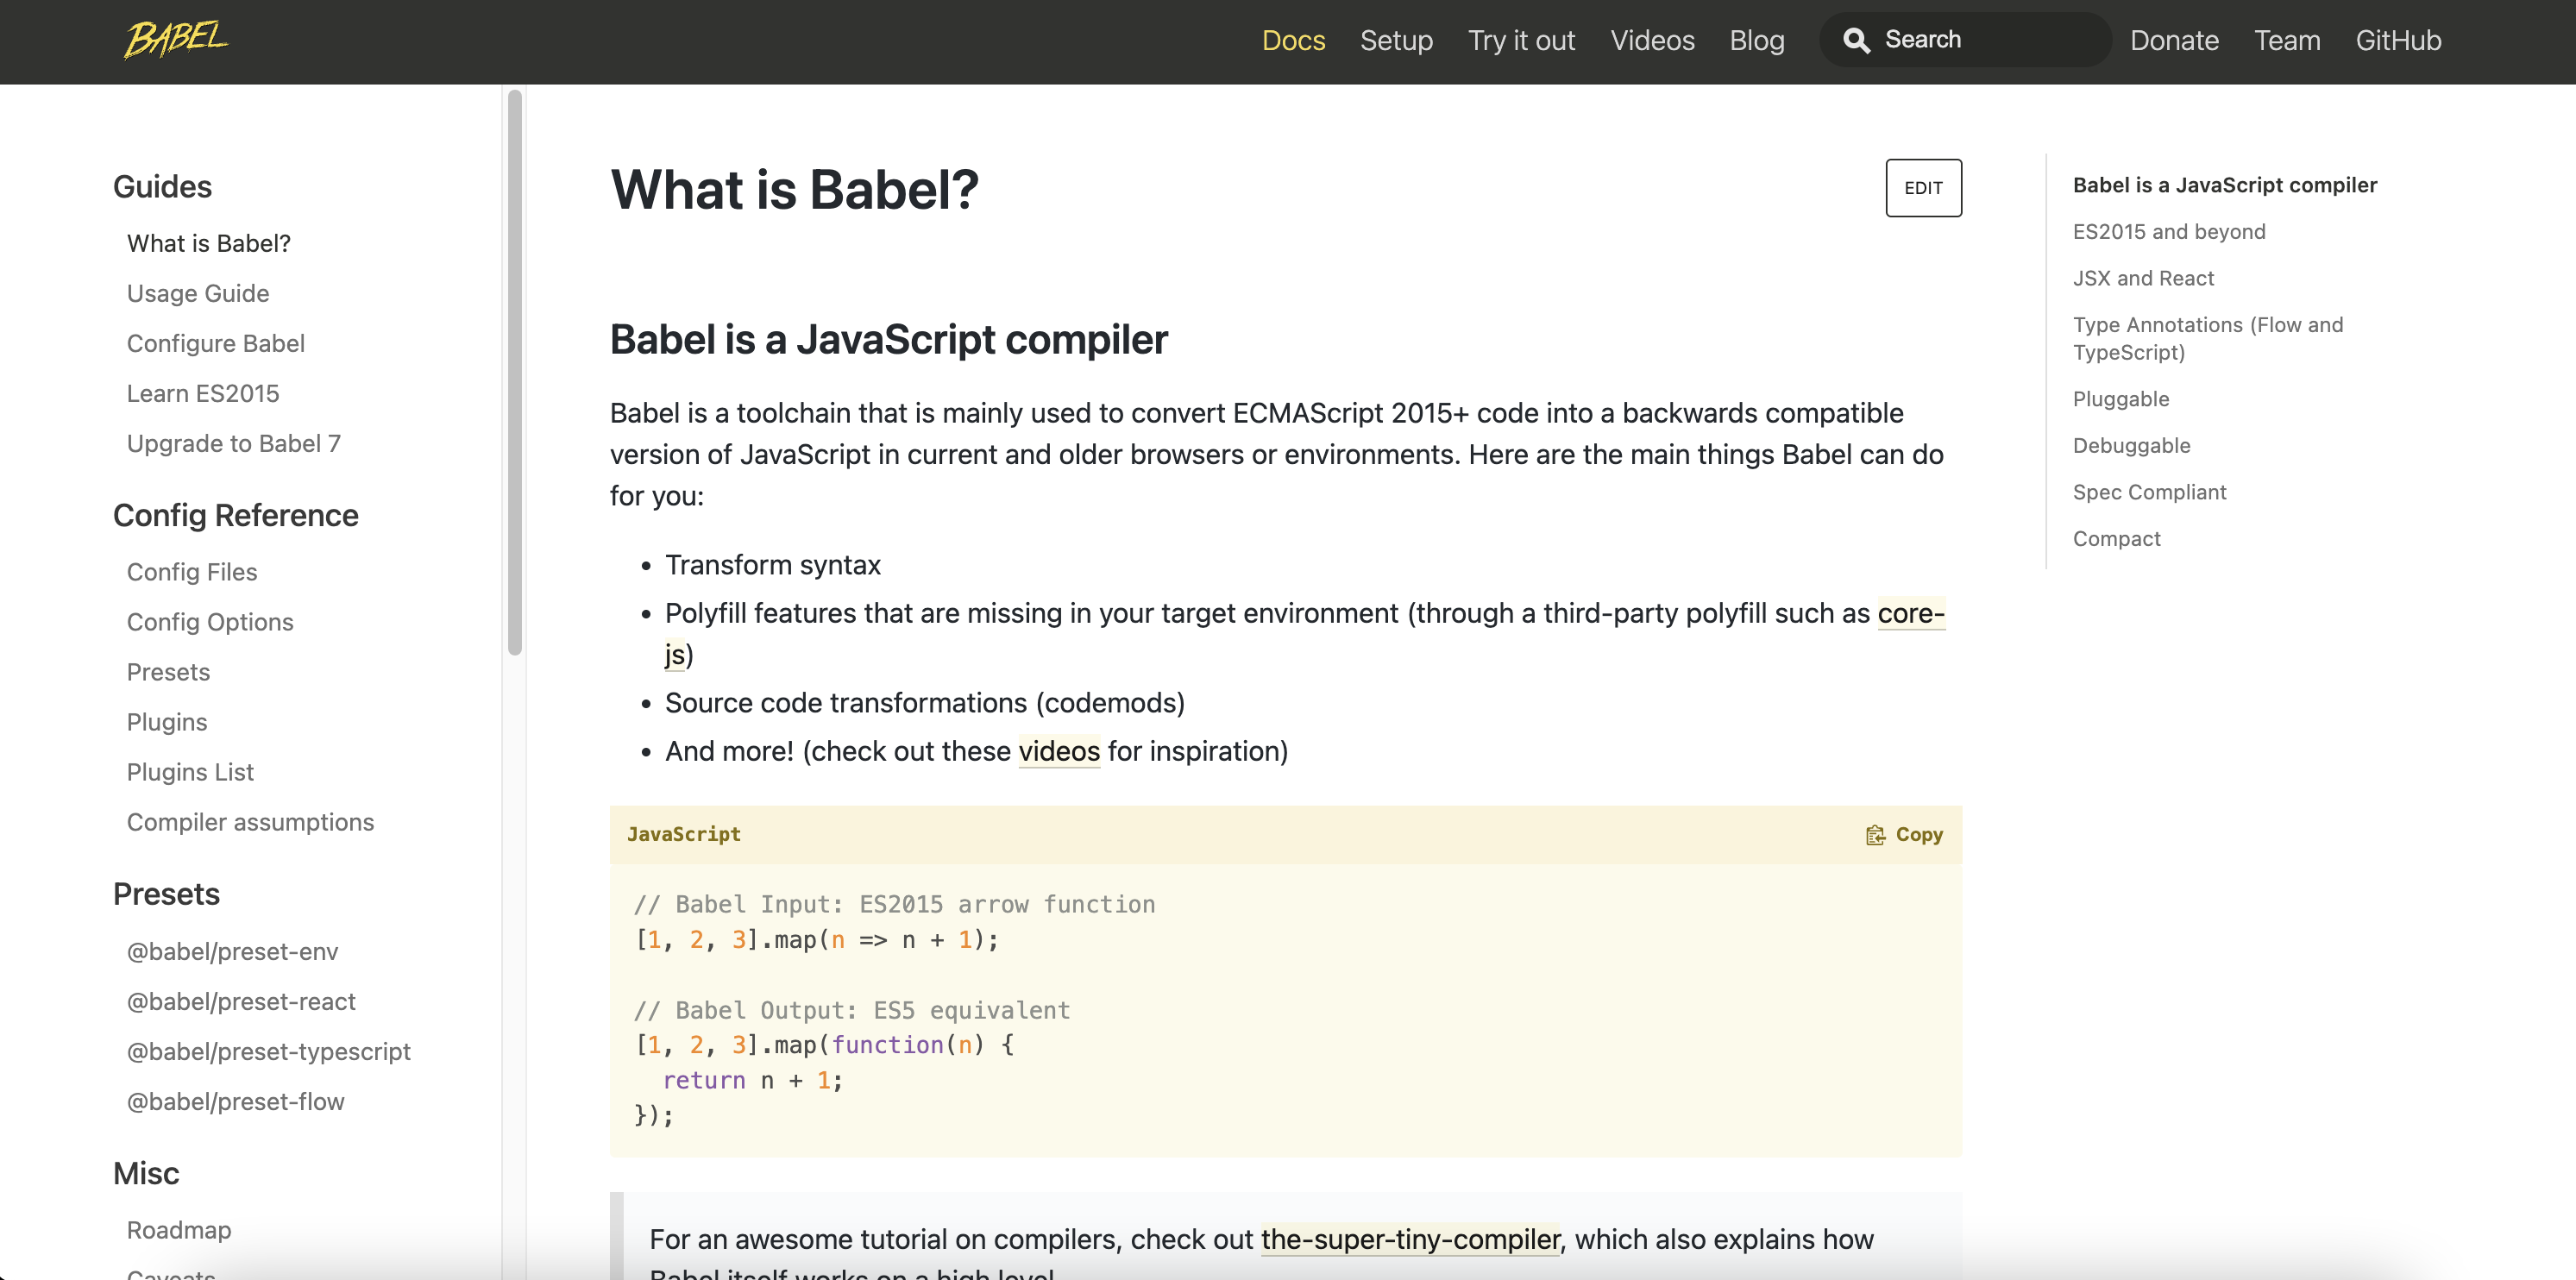 BABEL
Docs Setup Try it out Videos Blog Search Donate Team GitHub
Guides
What is Babel?
Usage Guide
Configure Babel
Learn ES2015
Upgrade to Babel 7
Config Reference
Config Files
Config Options
Presets
Plugins
Plugins List
Compiler assumptions
Presets
@babel/preset-env
@babel/preset-react
@babel/preset-typescript
@babel/preset-flow
Misc
Roadmap
Caveats
What is Babel?
EDIT
Babel is a JavaScript compiler
Babel is a toolchain that is mainly used to convert ECMAScript 2015+ code into a backwards compatible
version of JavaScript in current and older browsers or environments. Here are the main things Babel can do
for you:
• Transform syntax
• Polyfill features that are missing in your target environment (through a third-party polyfill such as core-
js)
• Source code transformations (codemods)
• And more! (check out these videos for inspiration)
JavaScript
Copy
// Babel Input: ES2015 arrow function
[1, 2, 3].map(n => n + 1);
// Babel Output: ES5 equivalent
[1, 2, 3].map(function(n) {
  return n + 1;
});
For an awesome tutorial on compilers, check out the-super-tiny-compiler, which also explains how
Babel itself works on a high level.
Babel is a JavaScript compiler
ES2015 and beyond
JSX and React
Type Annotations (Flow and
TypeScript)
Pluggable
Debuggable
Spec Compliant
Compact